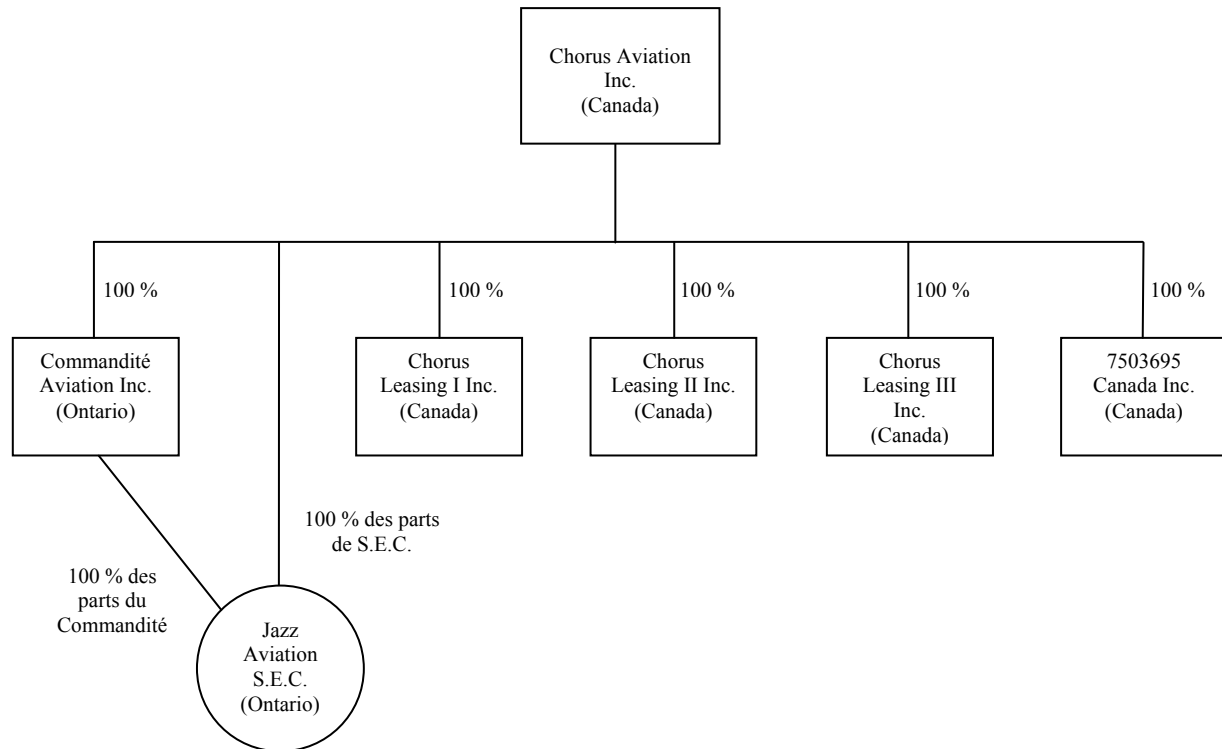 Chorus Aviation
Inc.
(Canada)
100 %
100 %
100 %
100 %
100 %
Commandité
Aviation Inc.
(Ontario)
Chorus
Leasing I Inc.
(Canada)
Chorus
Leasing II Inc.
(Canada)
Chorus
Leasing III
Inc.
(Canada)
7503695
Canada Inc.
(Canada)
100 % des parts
de S.E.C.
100 % des
parts du
Commandité
Jazz
Aviation
S.E.C.
(Ontario)